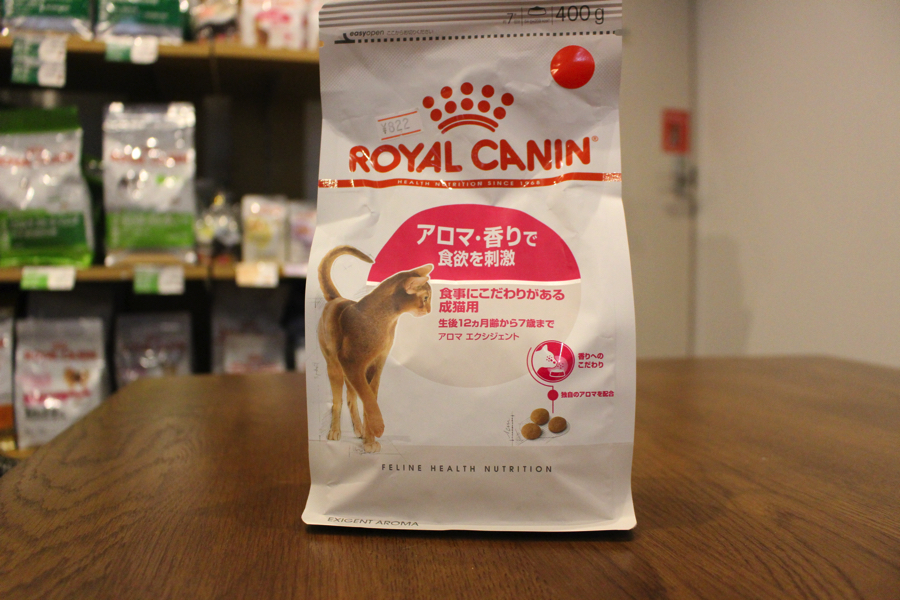 400g
easyopen
¥822
ROYAL CANIN
HEALTH NUTRITION SINCE 1968
アロマ・香りで
食欲を刺激
食事にこだわりがある
成猫用
生後12ヵ月齢から7歳まで
アロマ エクシジェント
香りへの
こだわり
独自のアロマを配合
FELINE HEALTH NUTRITION
EXIGENT AROMA